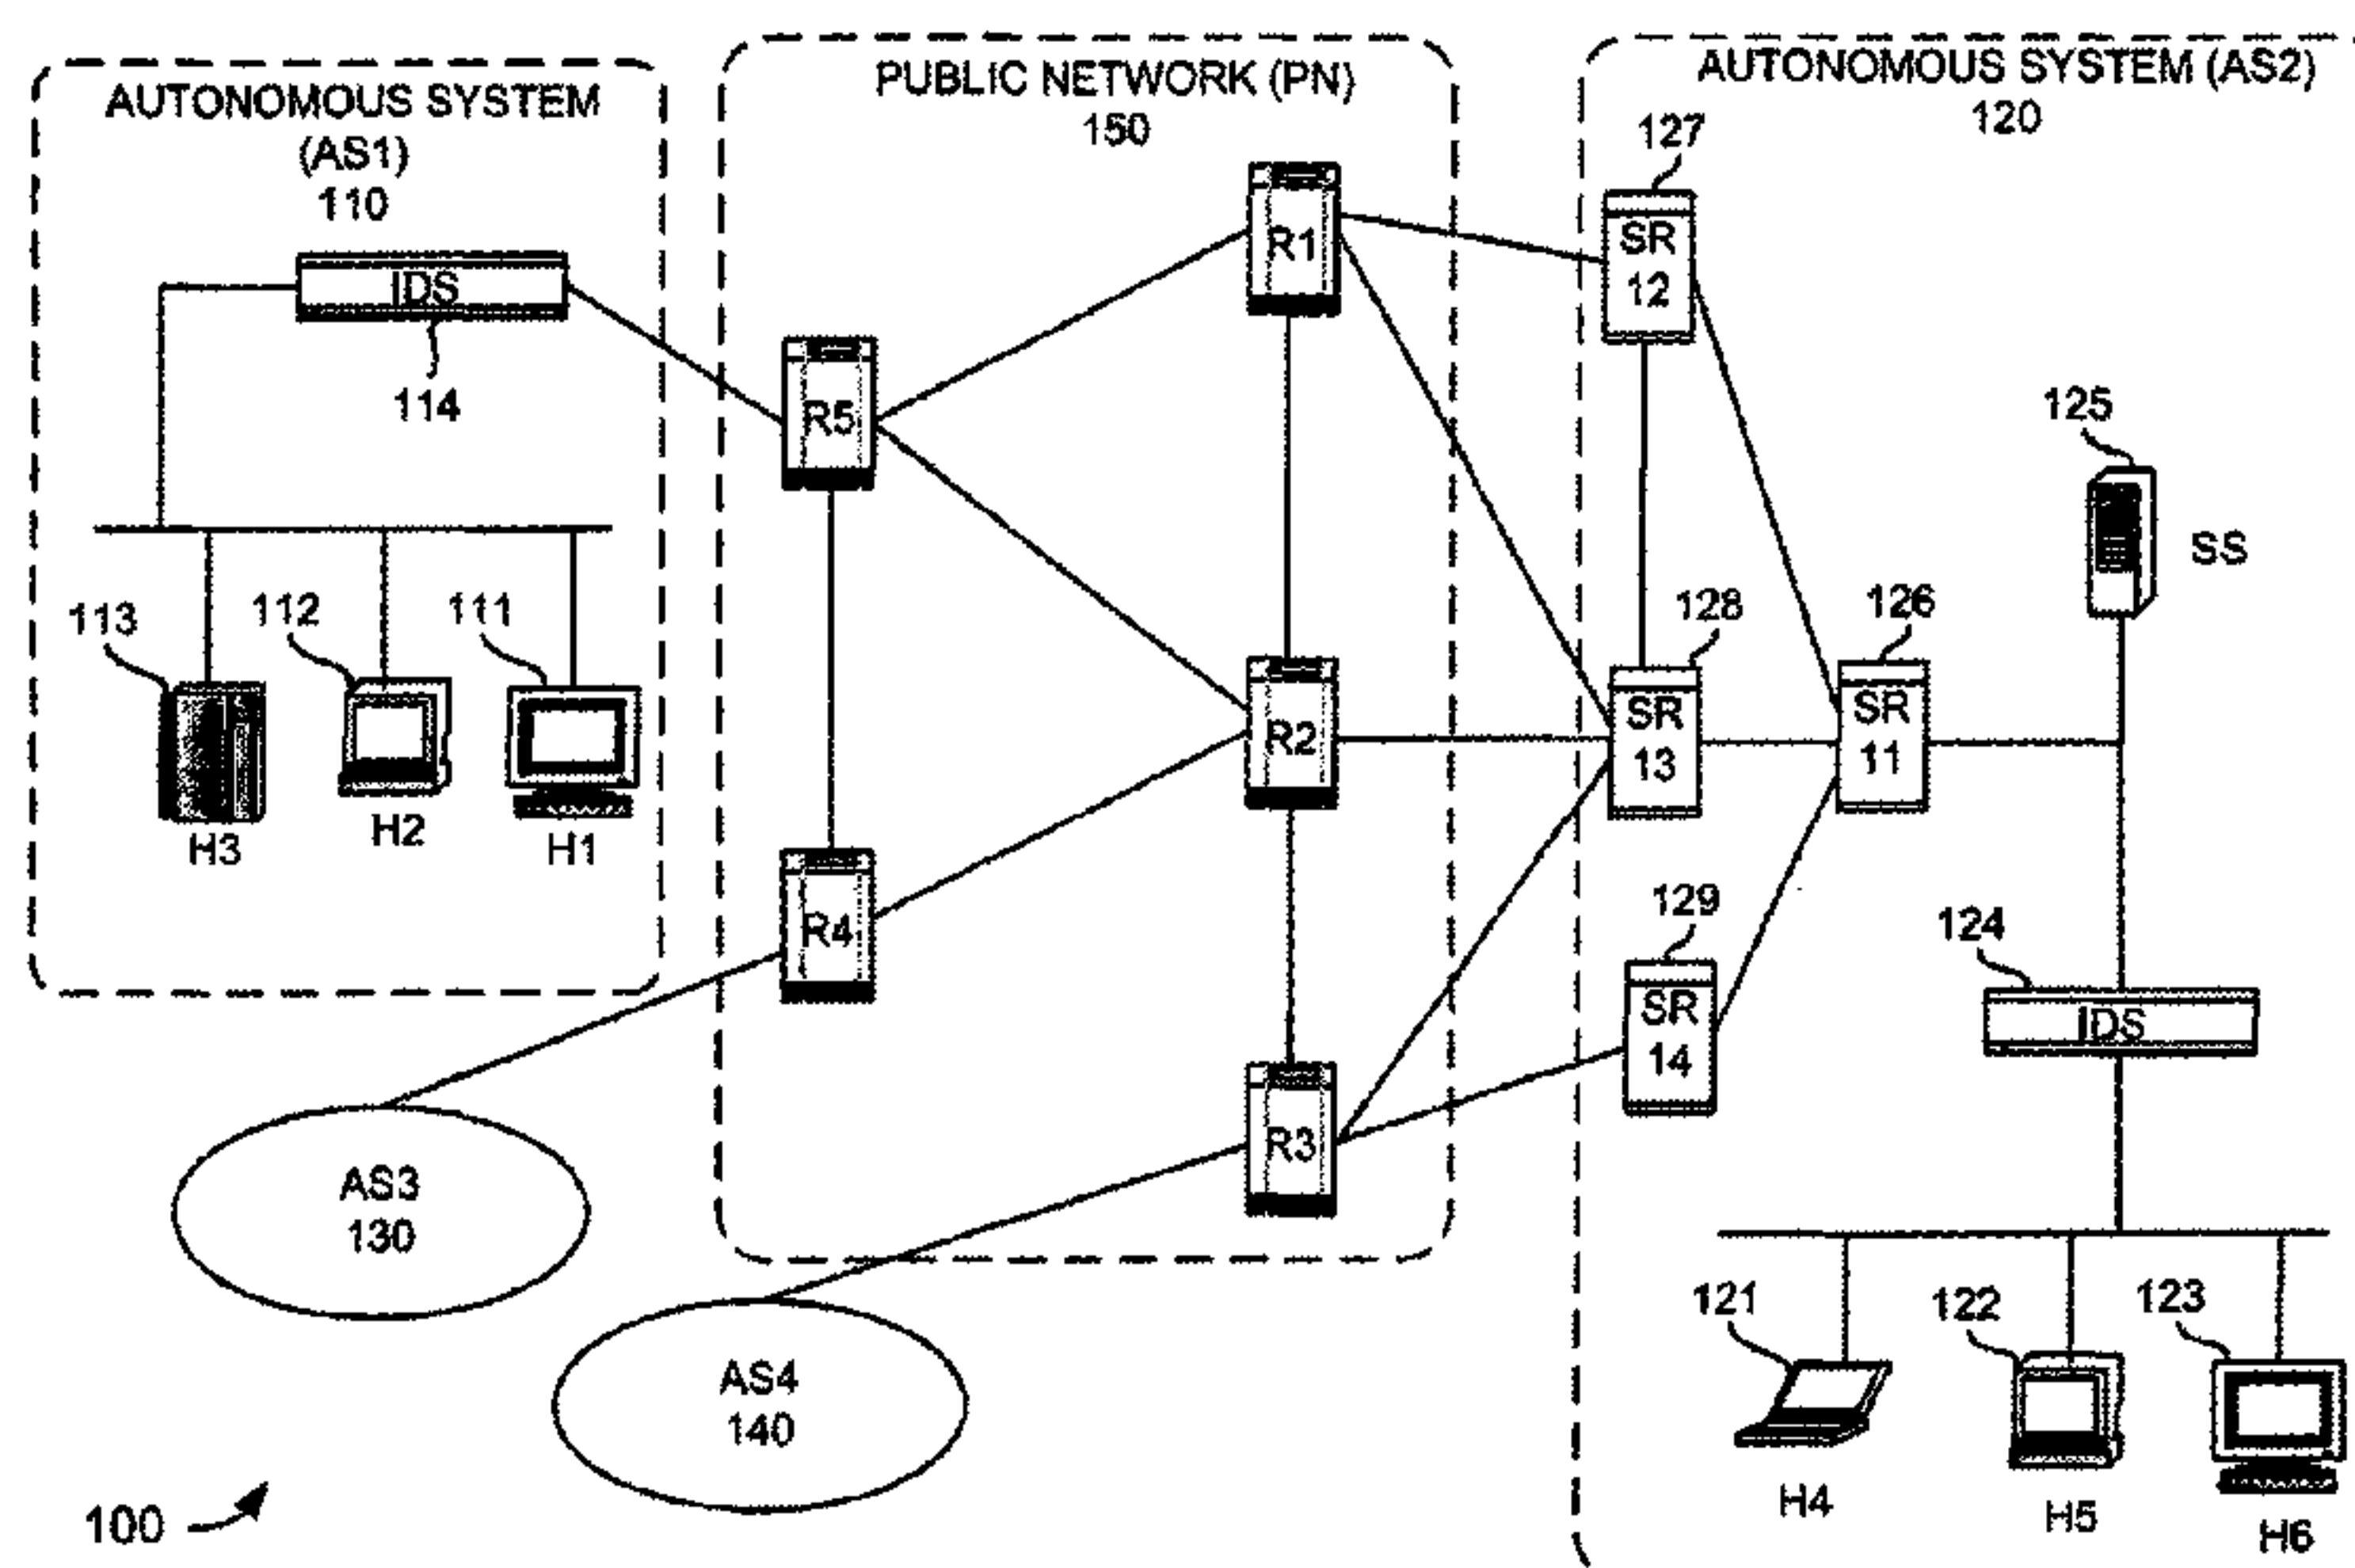 AUTONOMOUS SYSTEM
(AS1)
110
IDS
114
113
112
111
H3
H2
H1
PUBLIC NETWORK (PN)
150
R1
R5
R2
R4
R3
AUTONOMOUS SYSTEM (AS2)
120
127
SR
12
125
SS
128
SR
13
126
SR
11
129
SR
14
124
IDS
121
122
123
H4
H5
H6
AS3
130
AS4
140
100